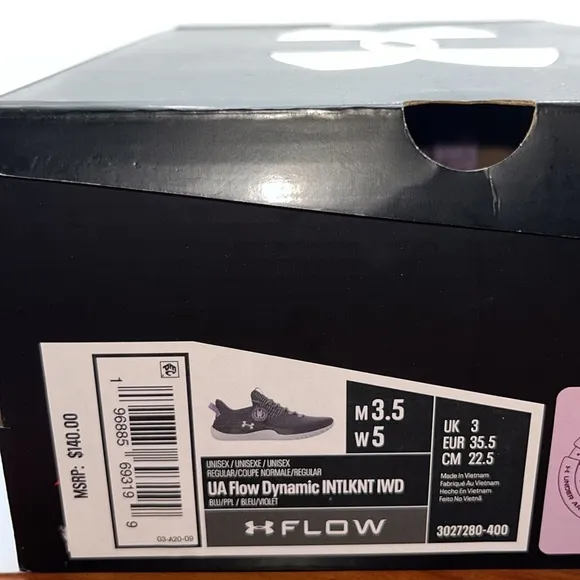 MSRP: $140.00
1 96885 69319 9
03-A20-09
UNISEX / UNISEXE / UNISEX
REGULAR/COUPE NORMALE/REGULAR
UA Flow Dynamic INTLKNT IWD
BLU/PPL / BLEU/VIOLET
FLOW
M 3.5
W 5
UK 3
EUR 35.5
CM 22.5
Made in Vietnam
Fabriqué Au Vietnam
Hecho En Vietnam
Feito No Vietnã
3027280-400
UNDER AR